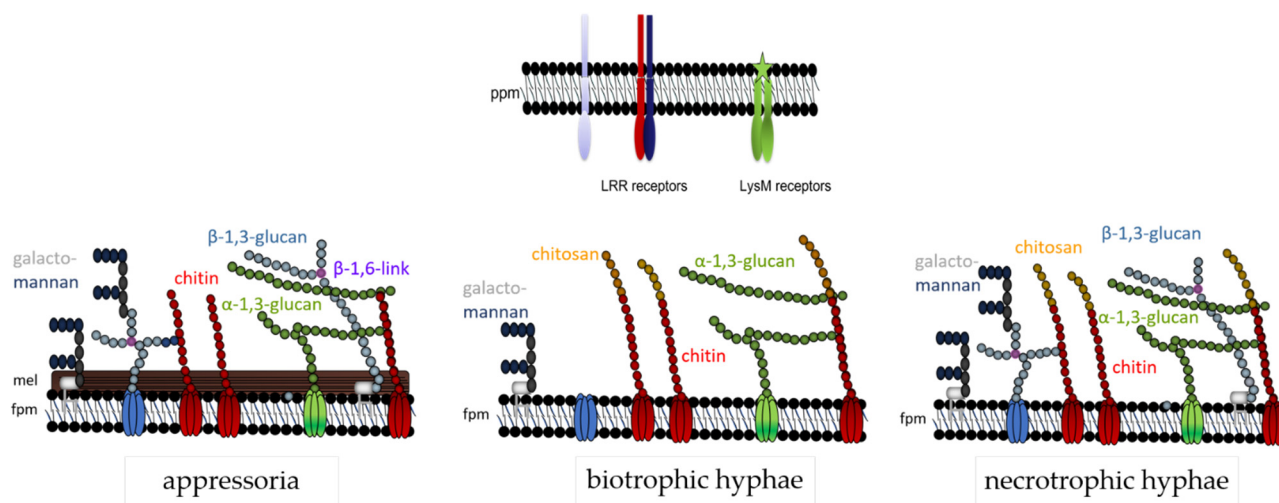 ppm
LRR receptors
LysM receptors
β-1,3-glucan
galacto-
mannan
chitin
β-1,6-link
α-1,3-glucan
mel
fpm
appressoria
chitosan
α-1,3-glucan
galacto-
mannan
chitin
fpm
biotrophic hyphae
β-1,3-glucan
chitosan
galacto-
mannan
α-1,3-glucan
chitin
fpm
necrotrophic hyphae